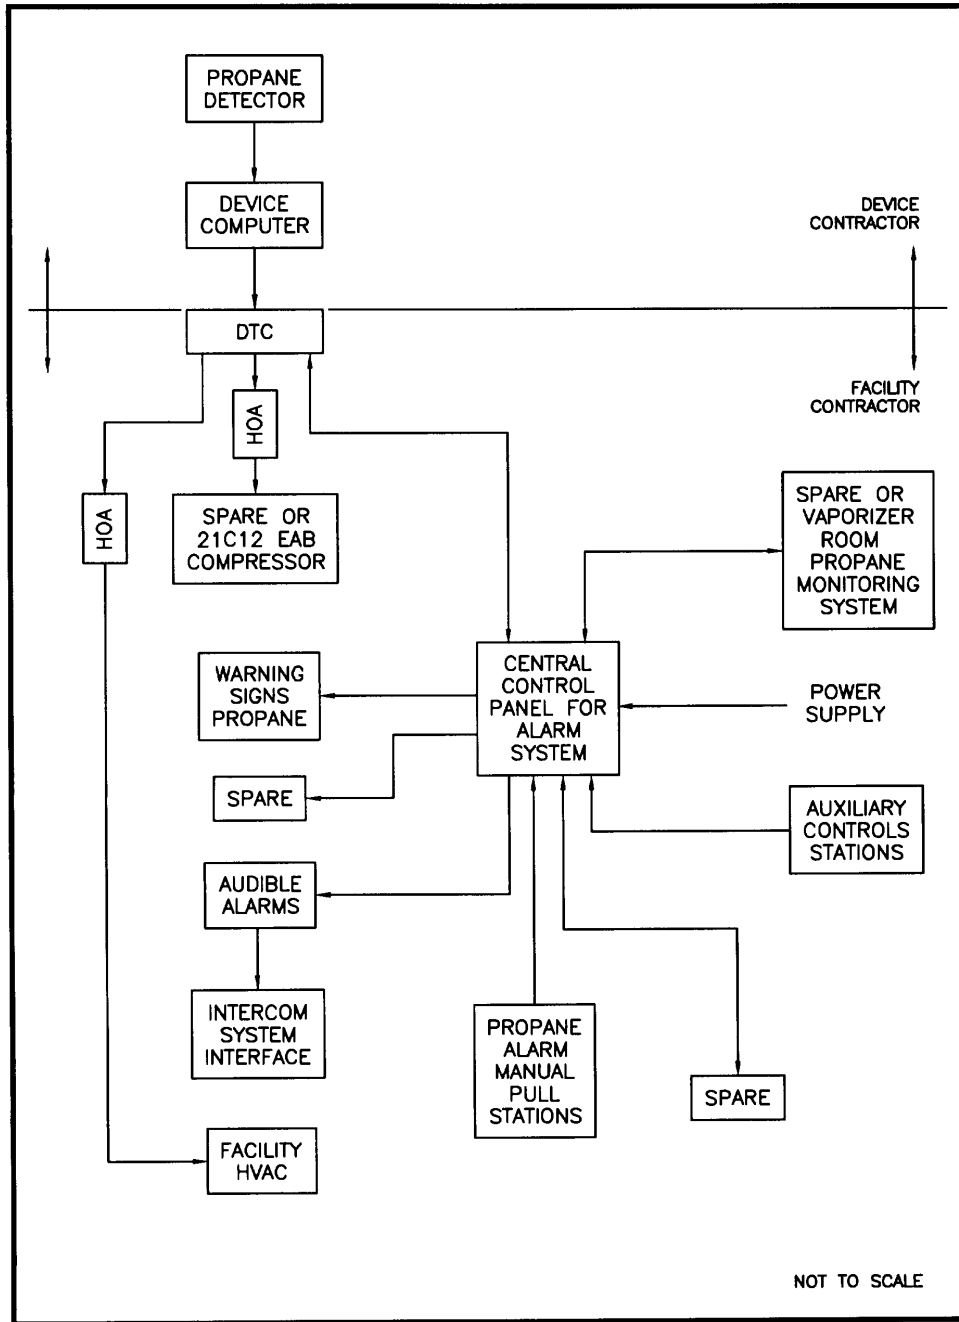 PROPANE
DETECTOR
DEVICE
COMPUTER
DEVICE
CONTRACTOR
DTC
FACILITY
CONTRACTOR
HOA
HOA
SPARE OR
21C12 EAB
COMPRESSOR
SPARE OR
VAPORIZER
ROOM
PROPANE
MONITORING
SYSTEM
WARNING
SIGNS
PROPANE
CENTRAL
CONTROL
PANEL FOR
ALARM
SYSTEM
POWER
SUPPLY
SPARE
AUXILIARY
CONTROLS
STATIONS
AUDIBLE
ALARMS
INTERCOM
SYSTEM
INTERFACE
PROPANE
ALARM
MANUAL
PULL
STATIONS
SPARE
FACILITY
HVAC
NOT TO SCALE